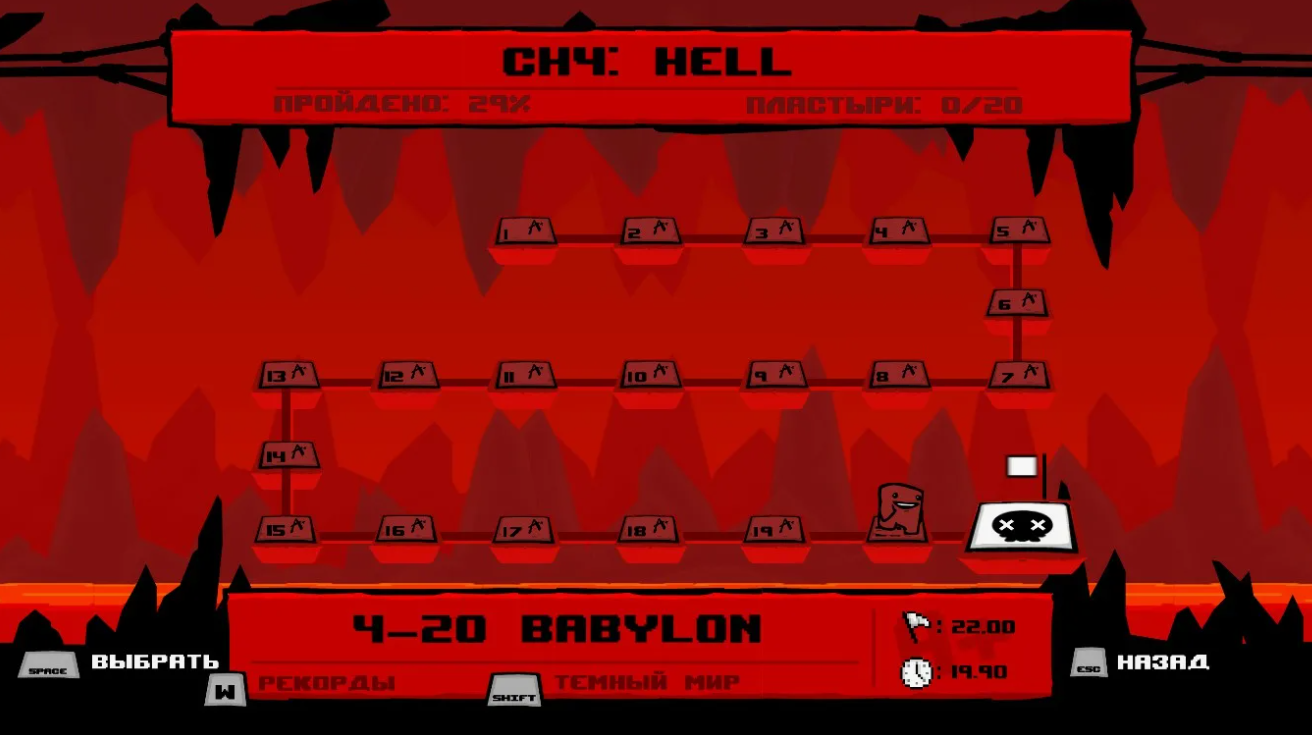 CH4: HELL
ПРОЙДЕНО: 29%
ПЛАСТЫРИ: 0/20
1 A+ 2 A+ 3 A+ 4 A+ 5 A+
6 A+
13 A+ 12 A+ 11 A+ 10 A+ 9 A+ 8 A+ 7 A+
14 A+
15 A+ 16 A+ 17 A+ 18 A+ 19 A+
4-20 BABYLON
: 22.00
: 19.90
SPACE ВЫБРАТЬ
W РЕКОРДЫ
SHIFT ТЕМНЫЙ МИР
ESC НАЗАД